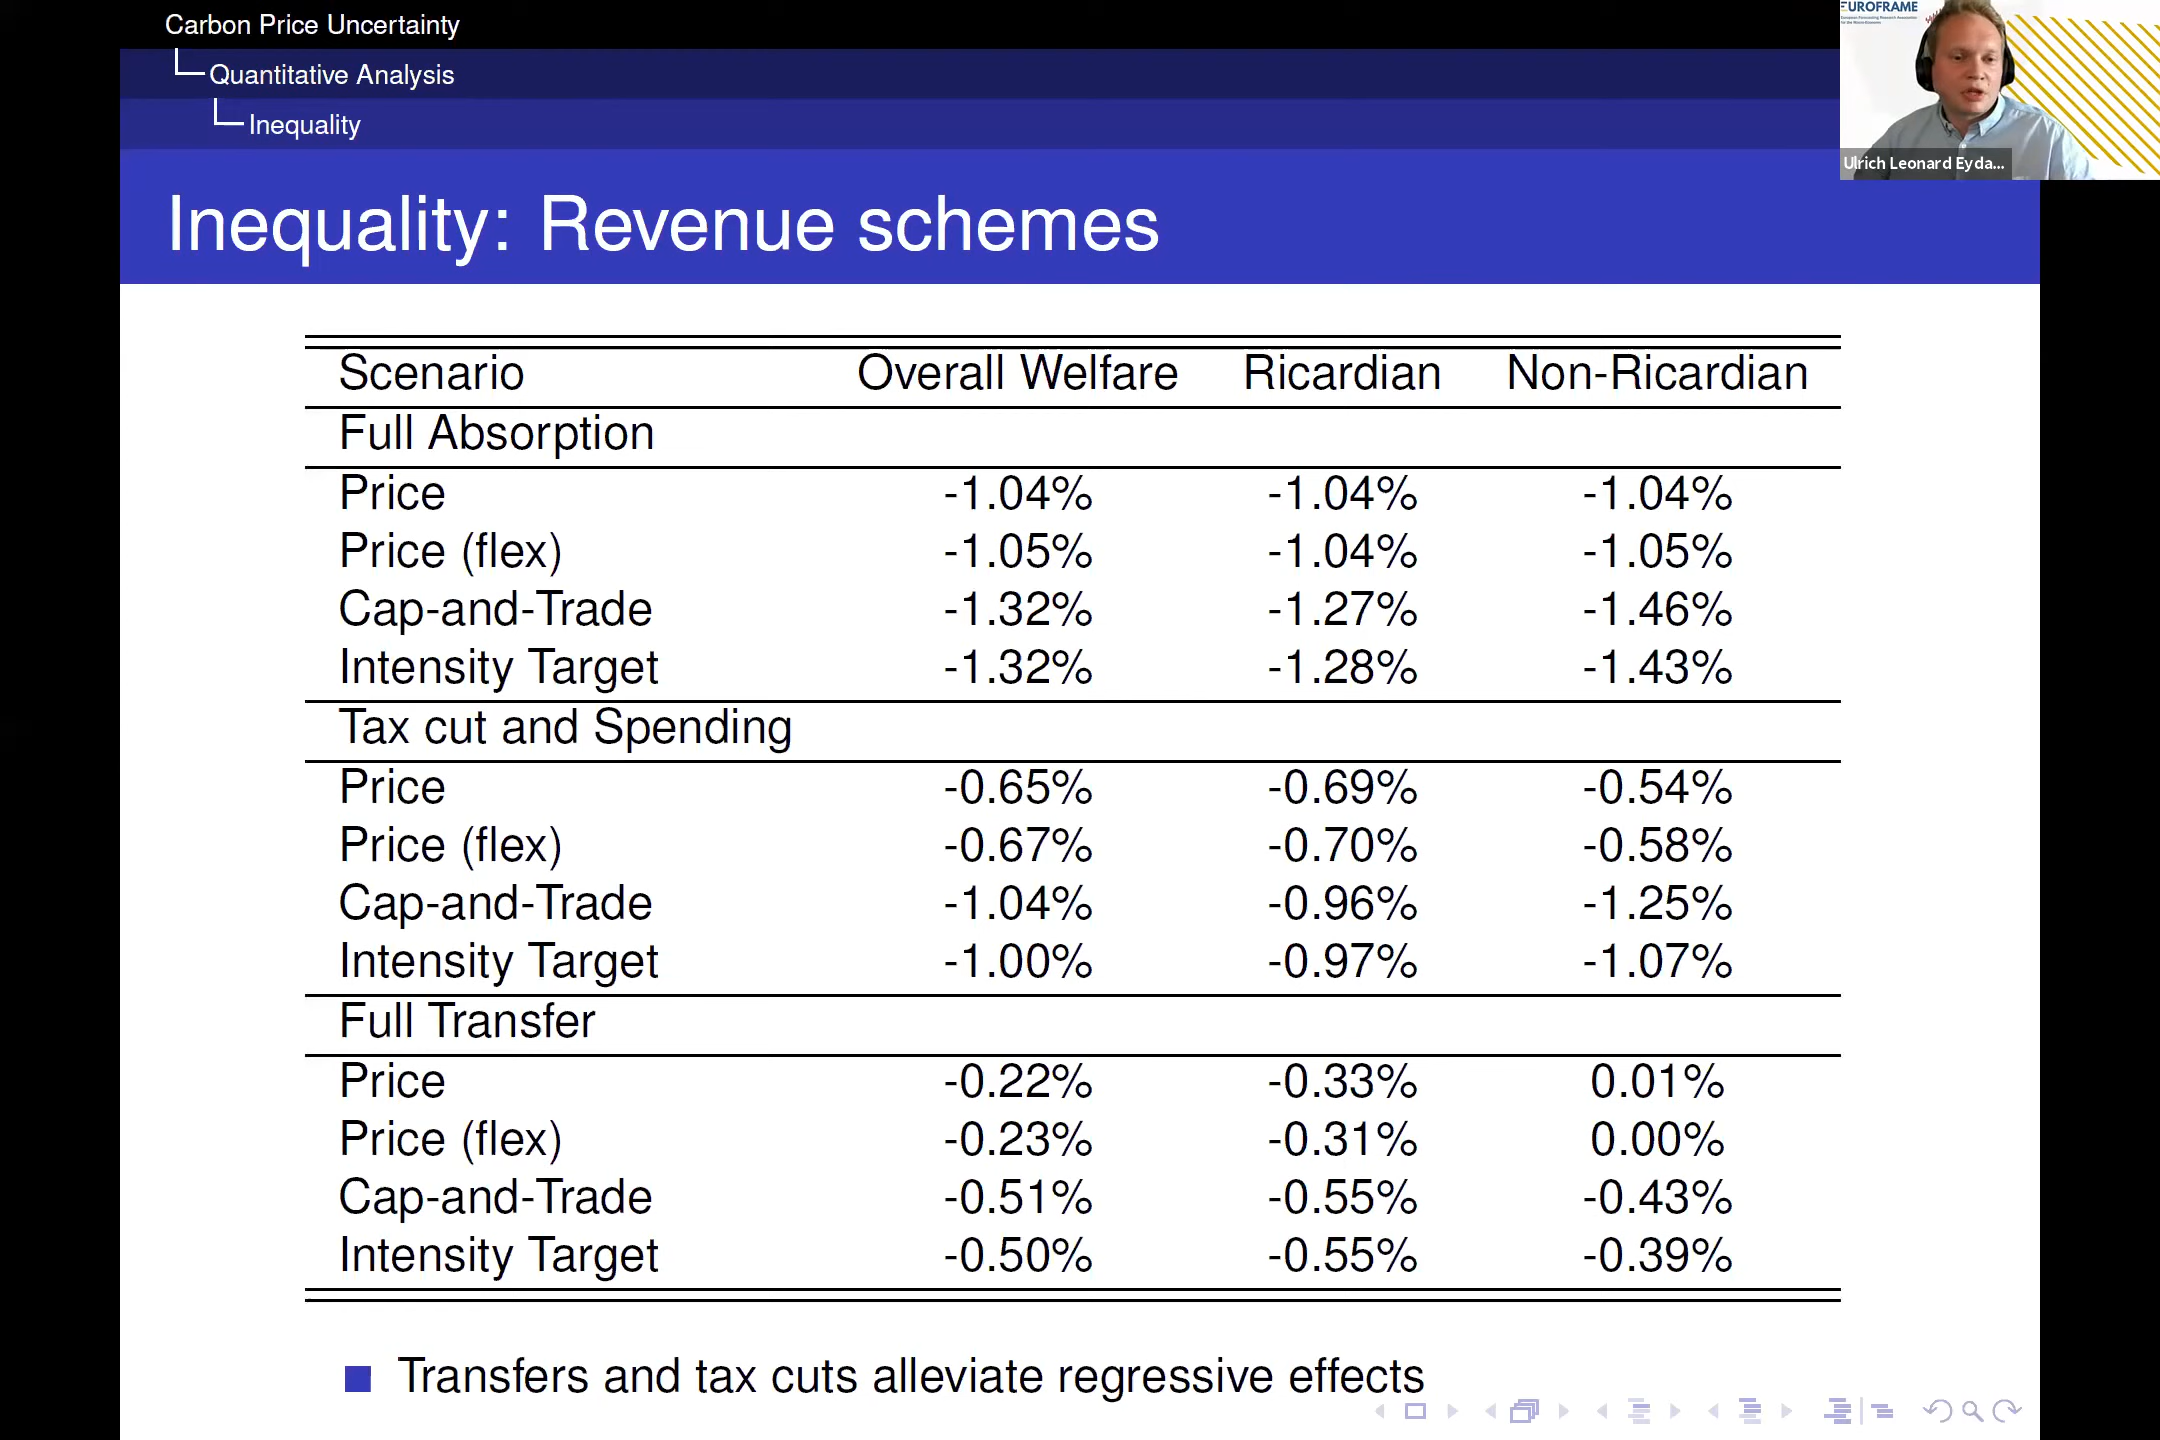 Carbon Price Uncertainty
Quantitative Analysis
Inequality
Inequality: Revenue schemes
UROFRAME
Ulrich Leonard Eyda...
Scenario Overall Welfare Ricardian Non-Ricardian
Full Absorption
Price -1.04% -1.04% -1.04%
Price (flex) -1.05% -1.04% -1.05%
Cap-and-Trade -1.32% -1.27% -1.46%
Intensity Target -1.32% -1.28% -1.43%
Tax cut and Spending
Price -0.65% -0.69% -0.54%
Price (flex) -0.67% -0.70% -0.58%
Cap-and-Trade -1.04% -0.96% -1.25%
Intensity Target -1.00% -0.97% -1.07%
Full Transfer
Price -0.22% -0.33% 0.01%
Price (flex) -0.23% -0.31% 0.00%
Cap-and-Trade -0.51% -0.55% -0.43%
Intensity Target -0.50% -0.55% -0.39%
Transfers and tax cuts alleviate regressive effects